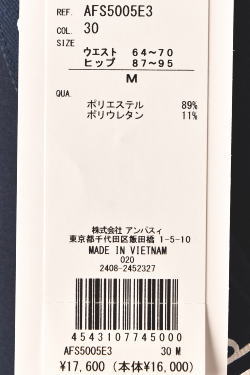 REF. AFS5005E3
COL. 30
SIZE
ウエスト 64~70
ヒップ 87~95
M
QUA.
ポリエステル 89%
ポリウレタン 11%
株式会社 アンパスィ
東京都千代田区飯田橋 1-5-10
MADE IN VIETNAM
020
2408-2452327
4543107745000
AFS5005E3 30 M
¥17,600 (本体¥16,000)